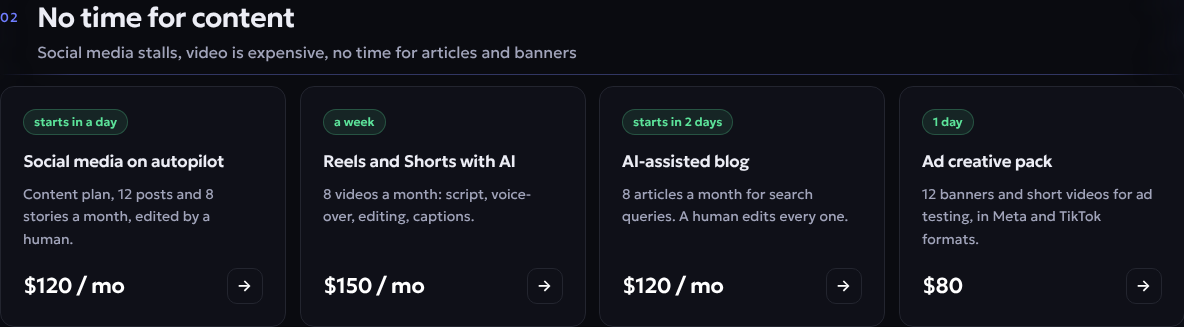 02
No time for content
Social media stalls, video is expensive, no time for articles and banners
starts in a day
Social media on autopilot
Content plan, 12 posts and 8
stories a month, edited by a
human.
$120 / mo
→
a week
Reels and Shorts with AI
8 videos a month: script, voice-
over, editing, captions.
$150 / mo
→
starts in 2 days
AI-assisted blog
8 articles a month for search
queries. A human edits every one.
$120 / mo
→
1 day
Ad creative pack
12 banners and short videos for ad
testing, in Meta and TikTok
formats.
$80
→